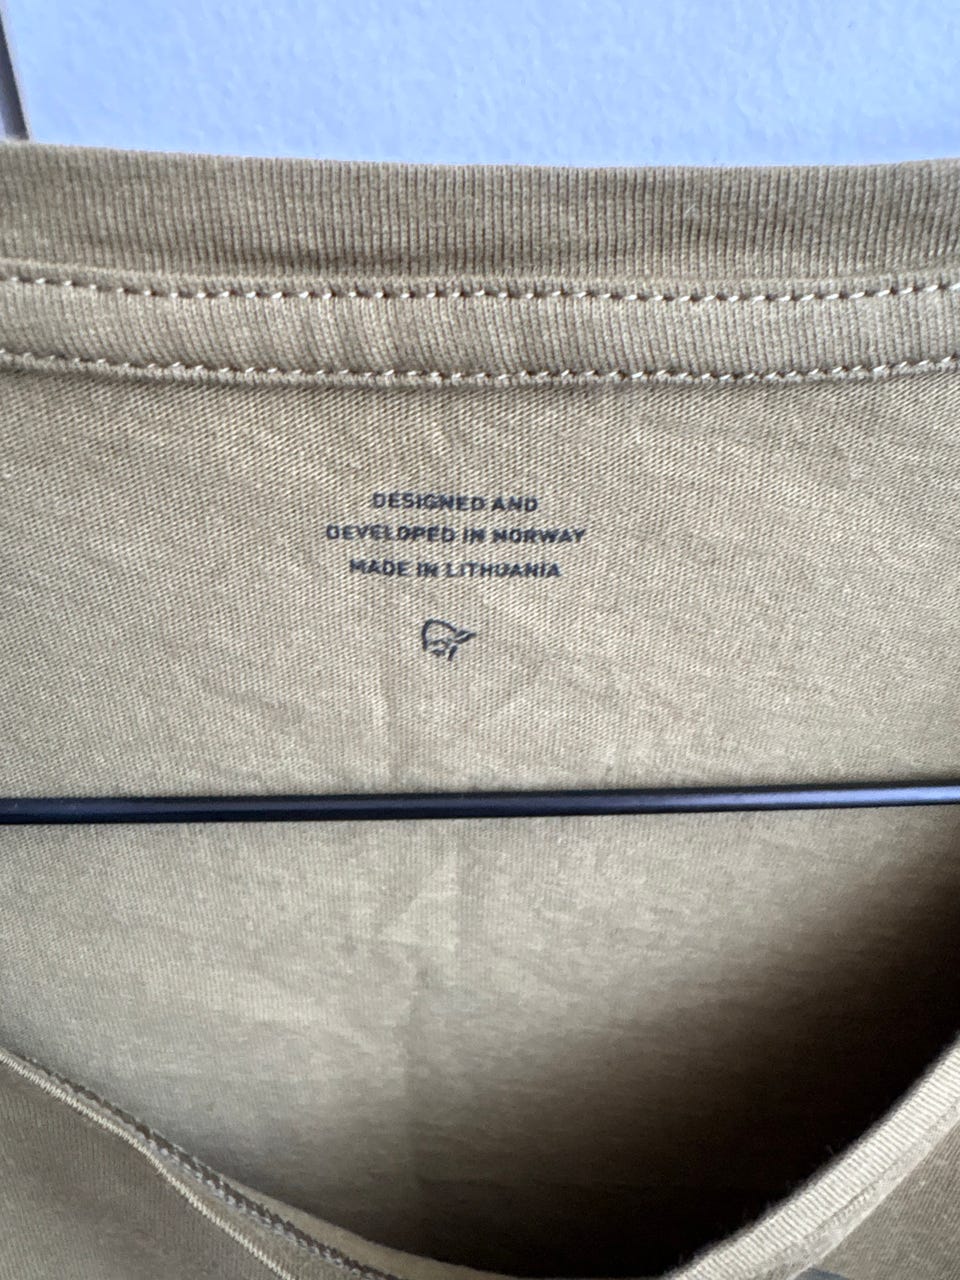 DESIGNED AND
DEVELOPED IN NORWAY
MADE IN LITHUANIA